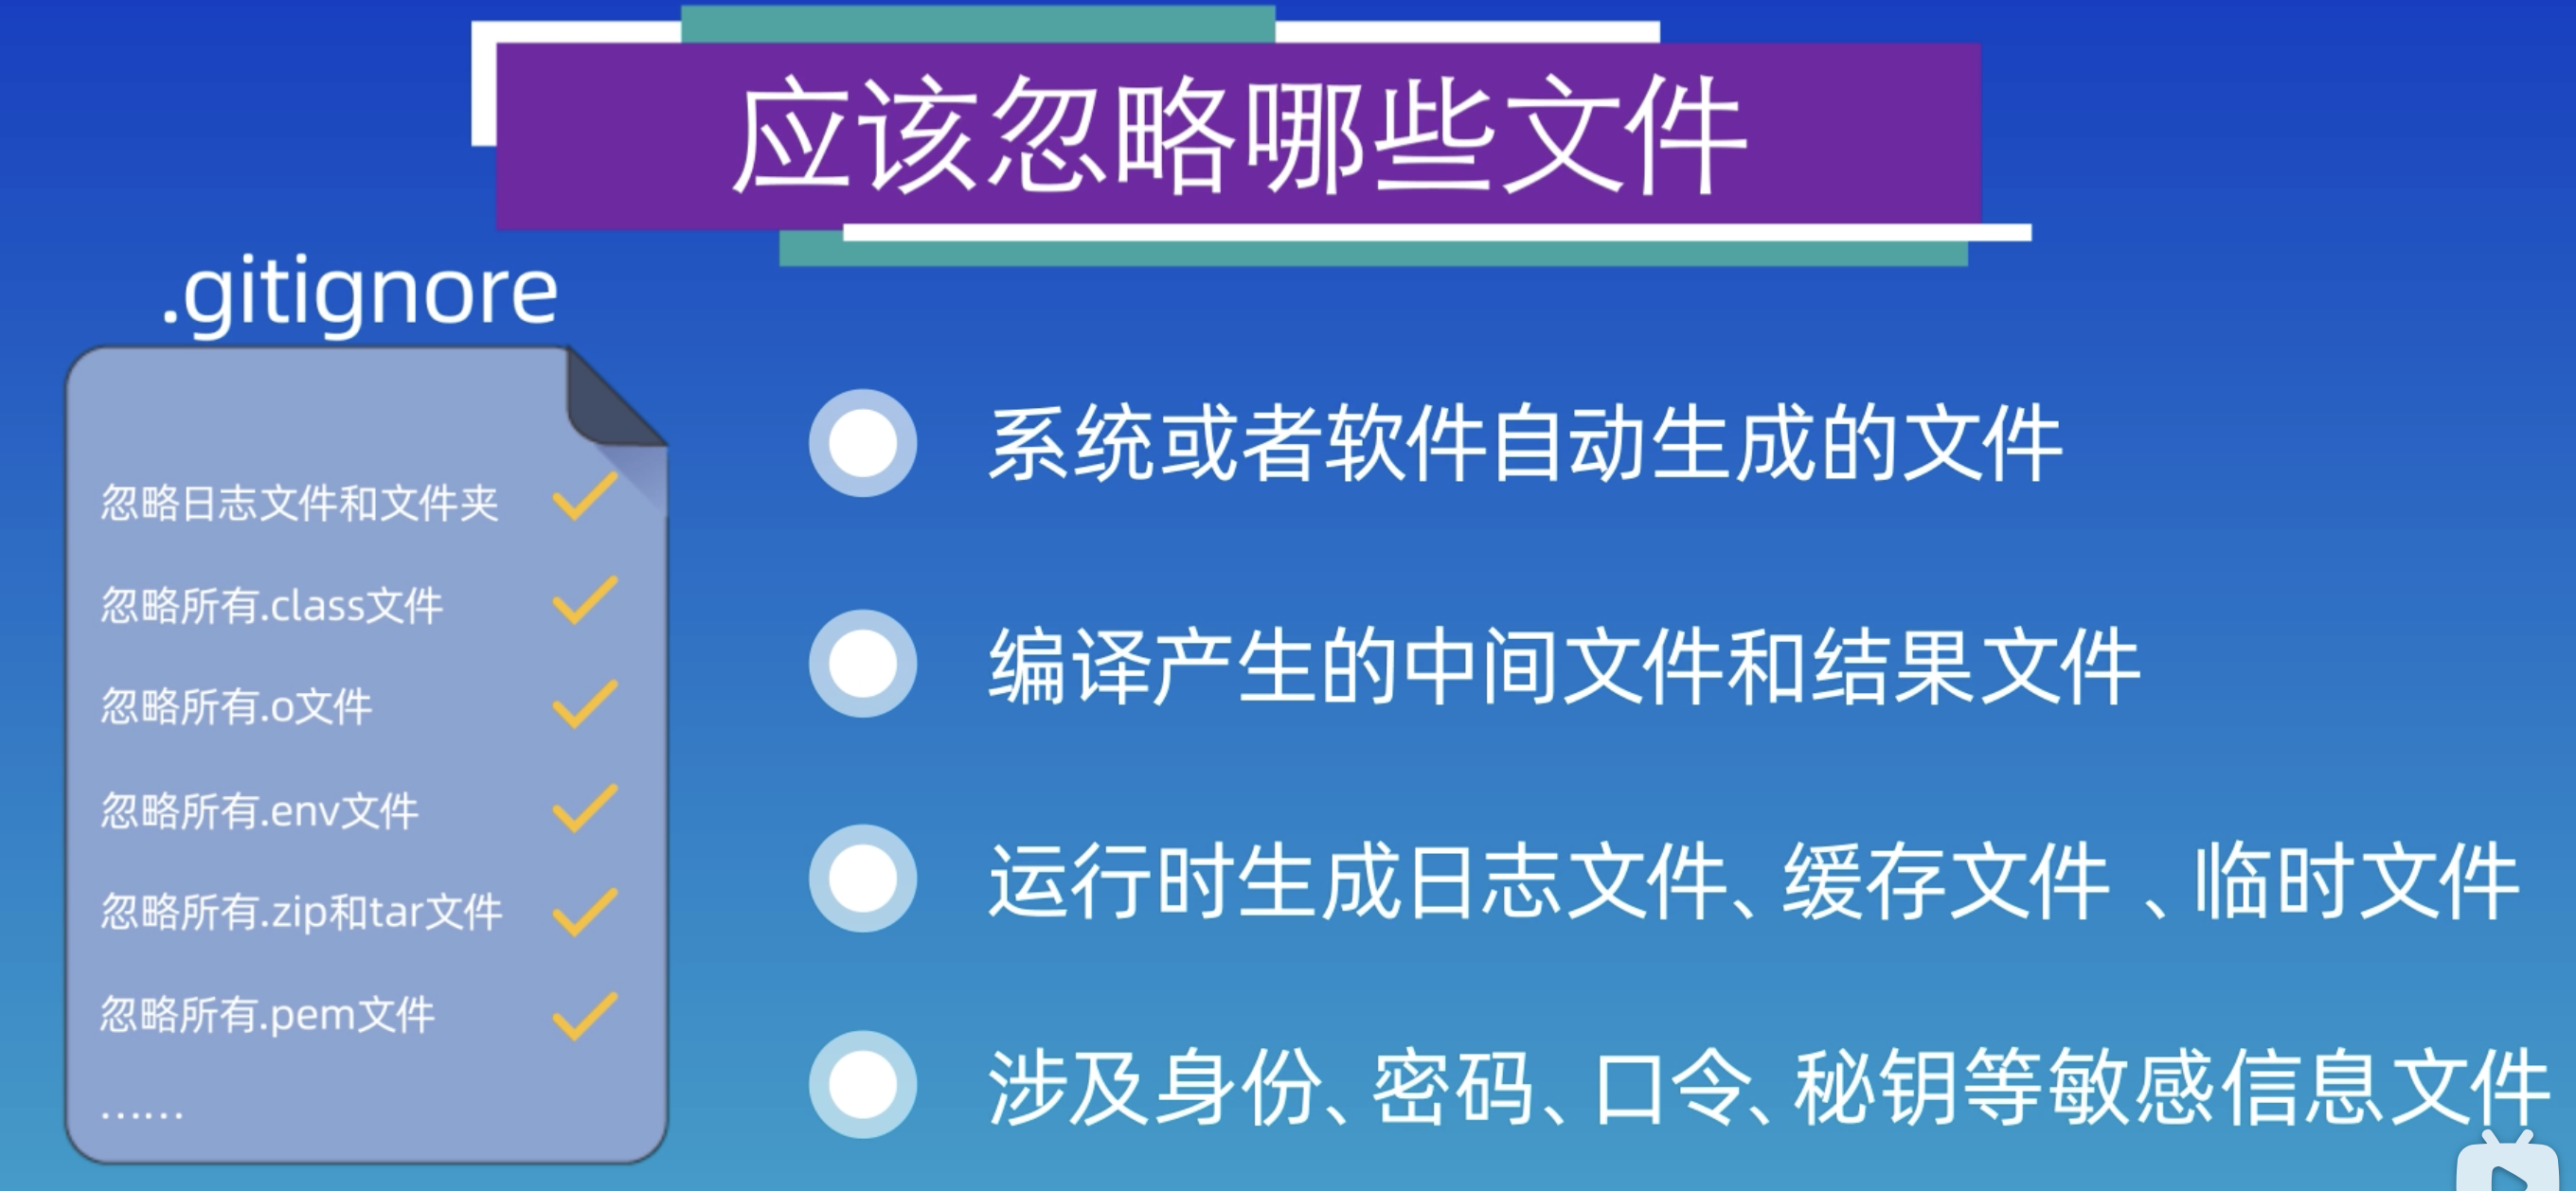 应该忽略哪些文件
.gitignore
忽略日志文件和文件夹
忽略所有.class文件
忽略所有.o文件
忽略所有.env文件
忽略所有.zip和tar文件
忽略所有.pem文件
……
系统或者软件自动生成的文件
编译产生的中间文件和结果文件
运行时生成日志文件、缓存文件 、临时文件
涉及身份、密码、口令、秘钥等敏感信息文件